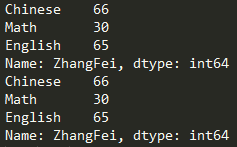 Chinese    66
Math       30
English    65
Name: ZhangFei, dtype: int64
Chinese    66
Math       30
English    65
Name: ZhangFei, dtype: int64